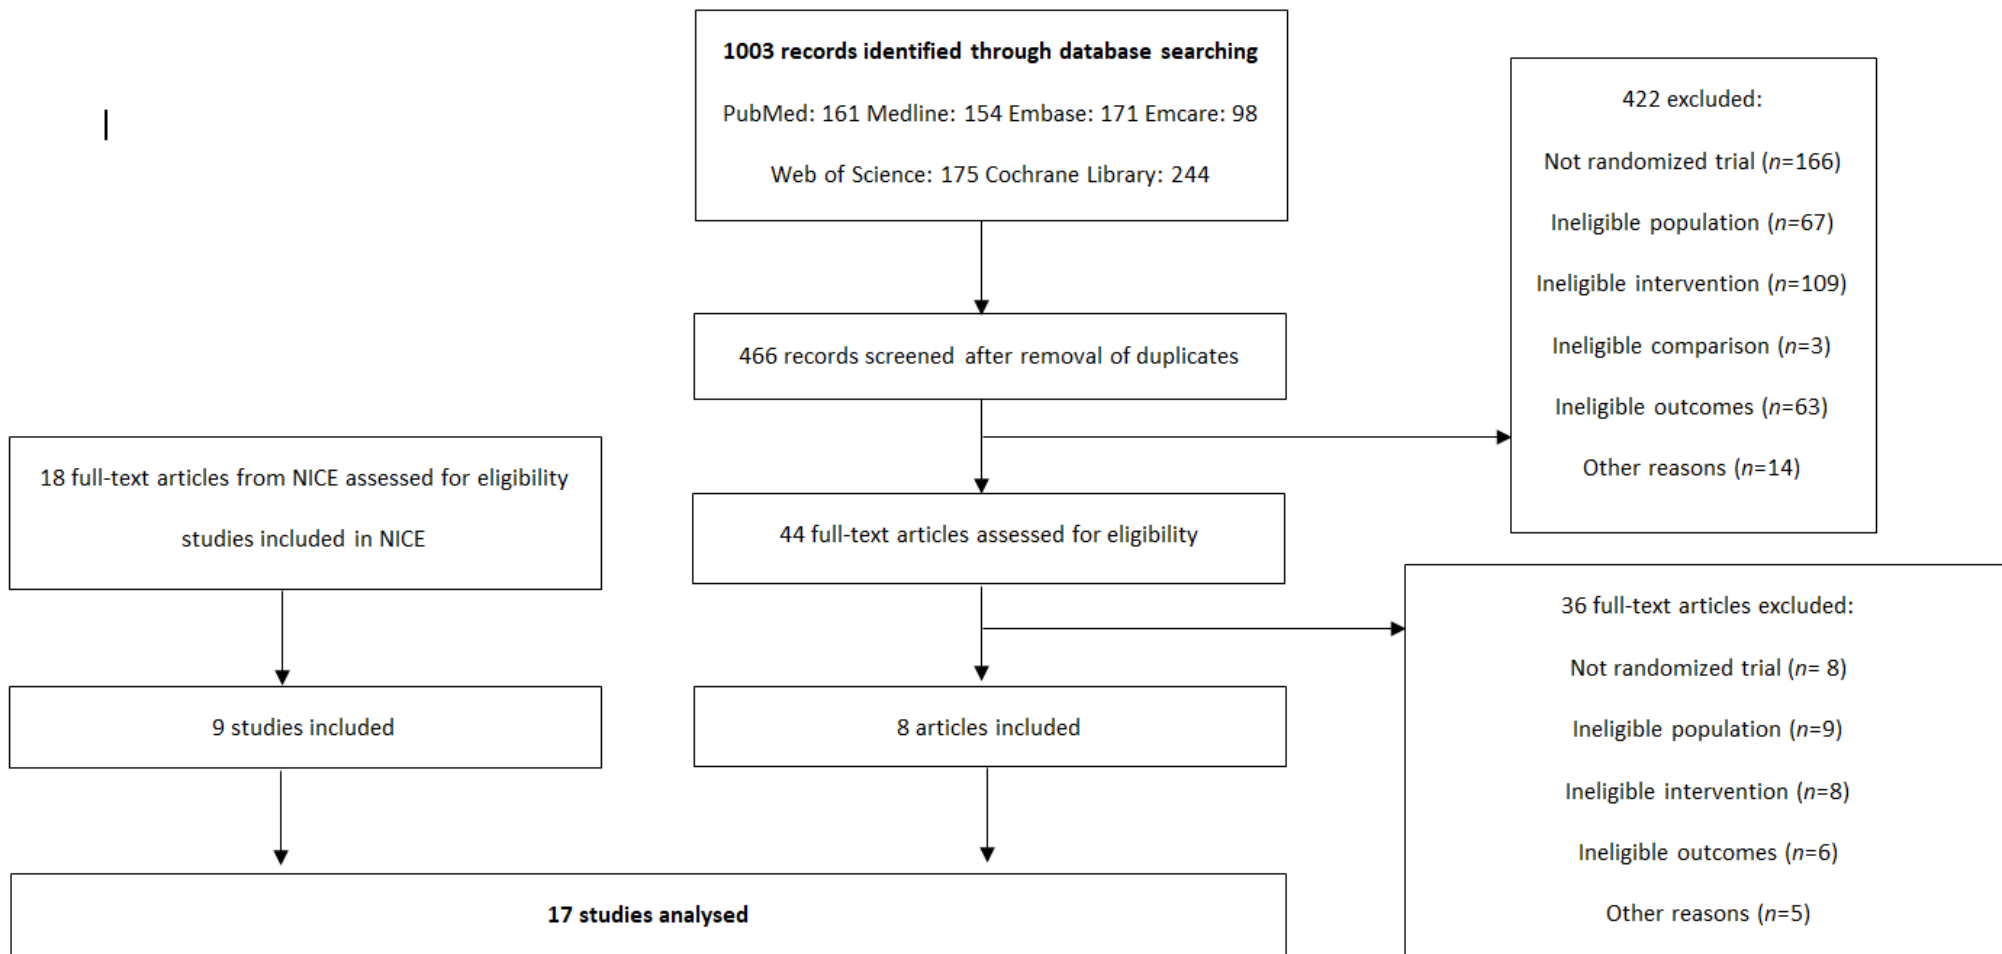 1003 records identified through database searching
PubMed: 161 Medline: 154 Embase: 171 Emcare: 98
Web of Science: 175 Cochrane Library: 244
422 excluded:
Not randomized trial (n=166)
Ineligible population (n=67)
Ineligible intervention (n=109)
Ineligible comparison (n=3)
Ineligible outcomes (n=63)
Other reasons (n=14)
466 records screened after removal of duplicates
18 full-text articles from NICE assessed for eligibility
studies included in NICE
44 full-text articles assessed for eligibility
36 full-text articles excluded:
Not randomized trial (n= 8)
Ineligible population (n=9)
Ineligible intervention (n=8)
Ineligible outcomes (n=6)
Other reasons (n=5)
9 studies included
8 articles included
17 studies analysed